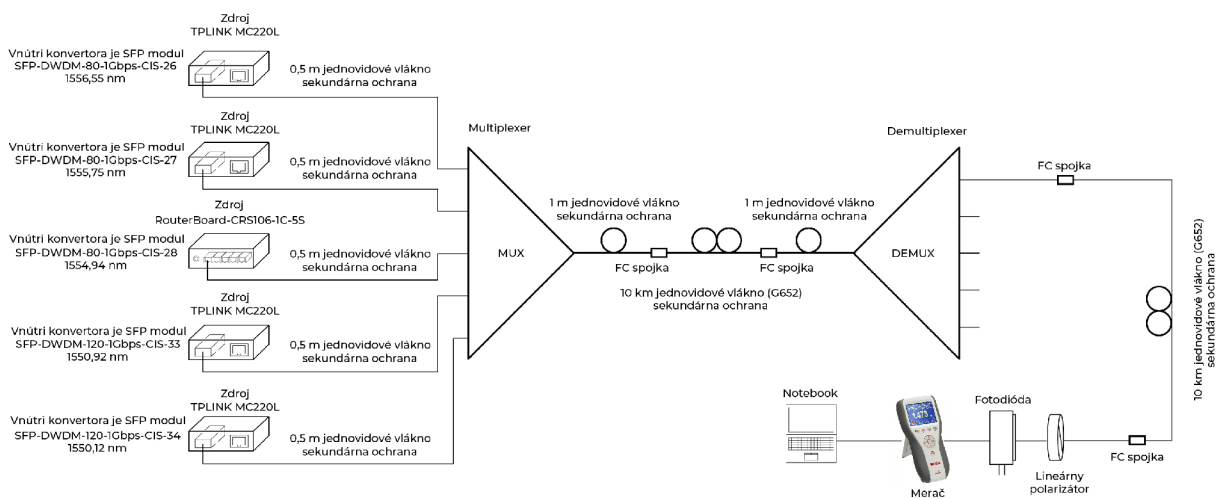 Zdroj
TPLINK MC220L
Vnútri konvertora je SFP modul
SFP-DWDM-80-1Gbps-CIS-26
1556,55 nm
0,5 m jednovidové vlákno
sekundárna ochrana
Zdroj
TPLINK MC220L
Vnútri konvertora je SFP modul
SFP-DWDM-80-1Gbps-CIS-27
1555,75 nm
0,5 m jednovidové vlákno
sekundárna ochrana
Zdroj
RouterBoard-CRS106-1C-5S
Vnútri konvertora je SFP modul
SFP-DWDM-80-1Gbps-CIS-28
1554,94 nm
0,5 m jednovidové vlákno
sekundárna ochrana
Zdroj
TPLINK MC220L
Vnútri konvertora je SFP modul
SFP-DWDM-120-1Gbps-CIS-33
1550,92 nm
0,5 m jednovidové vlákno
sekundárna ochrana
Zdroj
TPLINK MC220L
Vnútri konvertora je SFP modul
SFP-DWDM-120-1Gbps-CIS-34
1550,12 nm
0,5 m jednovidové vlákno
sekundárna ochrana
Multiplexer
MUX
1 m jednovidové vlákno
sekundárna ochrana
FC spojka
10 km jednovidové vlákno (G652)
sekundárna ochrana
FC spojka
1 m jednovidové vlákno
sekundárna ochrana
Demultiplexer
DEMUX
FC spojka
10 km jednovidové vlákno (G652)
sekundárna ochrana
FC spojka
Lineárny
polarizátor
Fotodióda
Merač
Notebook